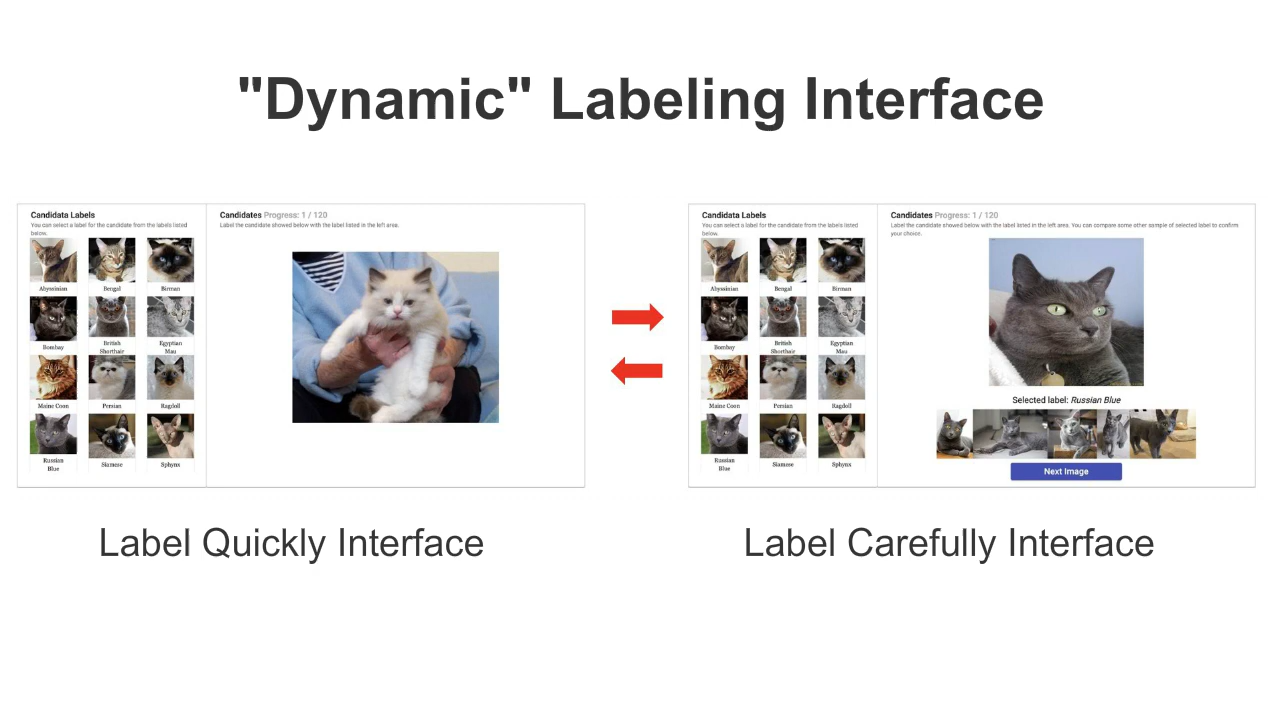 "Dynamic" Labeling Interface
Candidata Labels
You can select a label for the candidate from the labels listed
below.
Abyssinian
Bengal
Birman
Bombay
British
Shorthair
Egyptian
Mau
Maine Coon
Persian
Ragdoll
Russian
Blue
Siamese
Sphynx
Candidates Progress: 1 / 120
Label the candidate showed below with the label listed in the left area.
Candidata Labels
You can select a label for the candidate from the labels listed
below.
Abyssinian
Bengal
Birman
Bombay
British
Shorthair
Egyptian
Mau
Maine Coon
Persian
Ragdoll
Russian
Blue
Siamese
Sphynx
Candidates Progress: 1 / 120
Label the candidate showed below with the label listed in the left area. You can compare some other sample of selected label to confirm
your choice.
Selected label: Russian Blue
Next Image
Label Quickly Interface
Label Carefully Interface